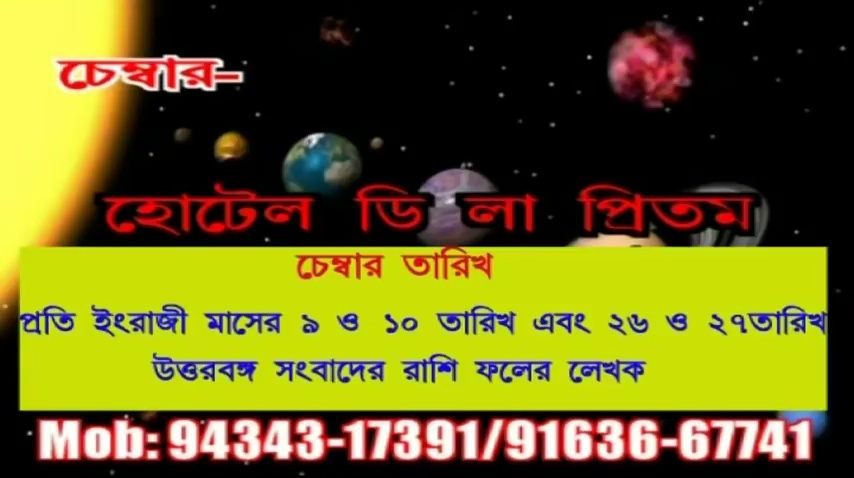 চেম্বার-
হোটেল ডি লা প্রিতম
চেম্বার তারিখ
প্রতি ইংরাজী মাসের ৯ ও ১০ তারিখ এবং ২৬ ও ২৭তারিখ
উত্তরবঙ্গ সংবাদের রাশি ফলের লেখক
Mob: 94343-17391/91636-67741